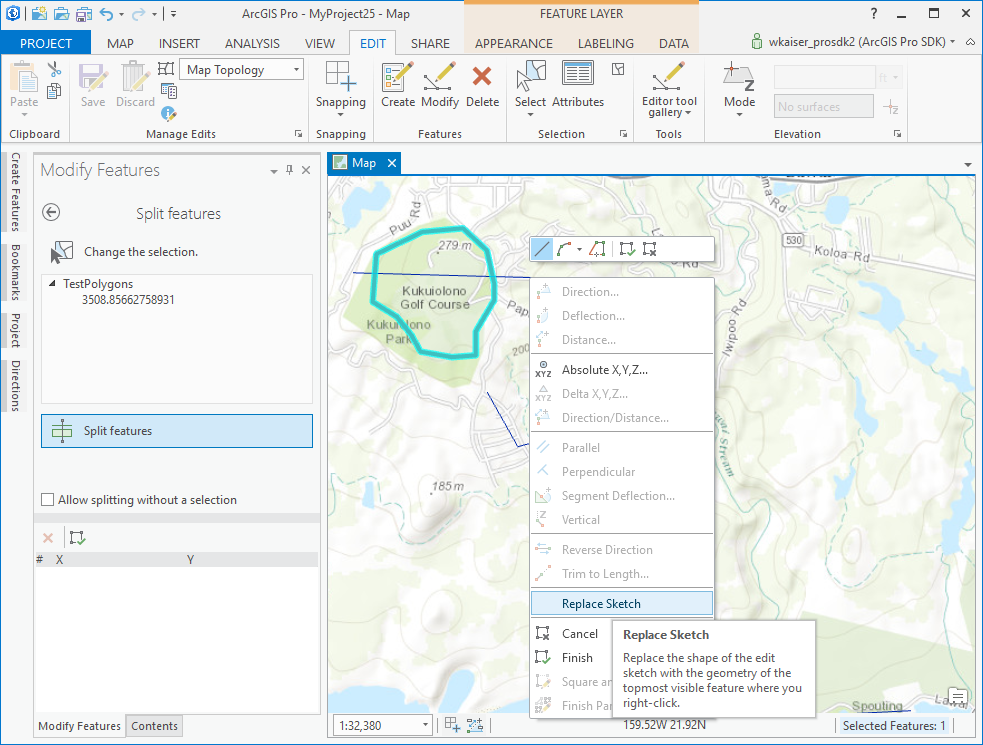 ArcGIS Pro - MyProject25 - Map
FEATURE LAYER
?
PROJECT
MAP
INSERT
ANALYSIS
VIEW
EDIT
SHARE
APPEARANCE
LABELING
DATA
wkaiser_prosdk2 (ArcGIS Pro SDK)
Paste
Save
Discard
Map Topology
Snapping
Create
Modify
Delete
Select
Attributes
Editor tool
gallery
Mode
ft
No surfaces
Clipboard
Manage Edits
Snapping
Features
Selection
Tools
Elevation
Create Features
Bookmarks
Project
Directions
Modify Features
Split features
Change the selection.
TestPolygons
3508.85662758931
Split features
Allow splitting without a selection
# X Y
Modify Features
Contents
Map
Puu Rd
279 m
Kukuiolono
Golf Course
Kukuiolono
Park
200
185 m
530
Koloa Rd
Iwipoo Rd
Stream
Spouting
Direction...
Deflection...
Distance...
Absolute X,Y,Z...
Delta X,Y,Z...
Direction/Distance...
Parallel
Perpendicular
Segment Deflection...
Vertical
Reverse Direction
Trim to Length...
Replace Sketch
Cancel
Finish
Square an
Finish Par
Replace Sketch
Replace the shape of the edit
sketch with the geometry of the
topmost visible feature where you
right-click.
1:32,380
159.52W 21.92N
Selected Features: 1